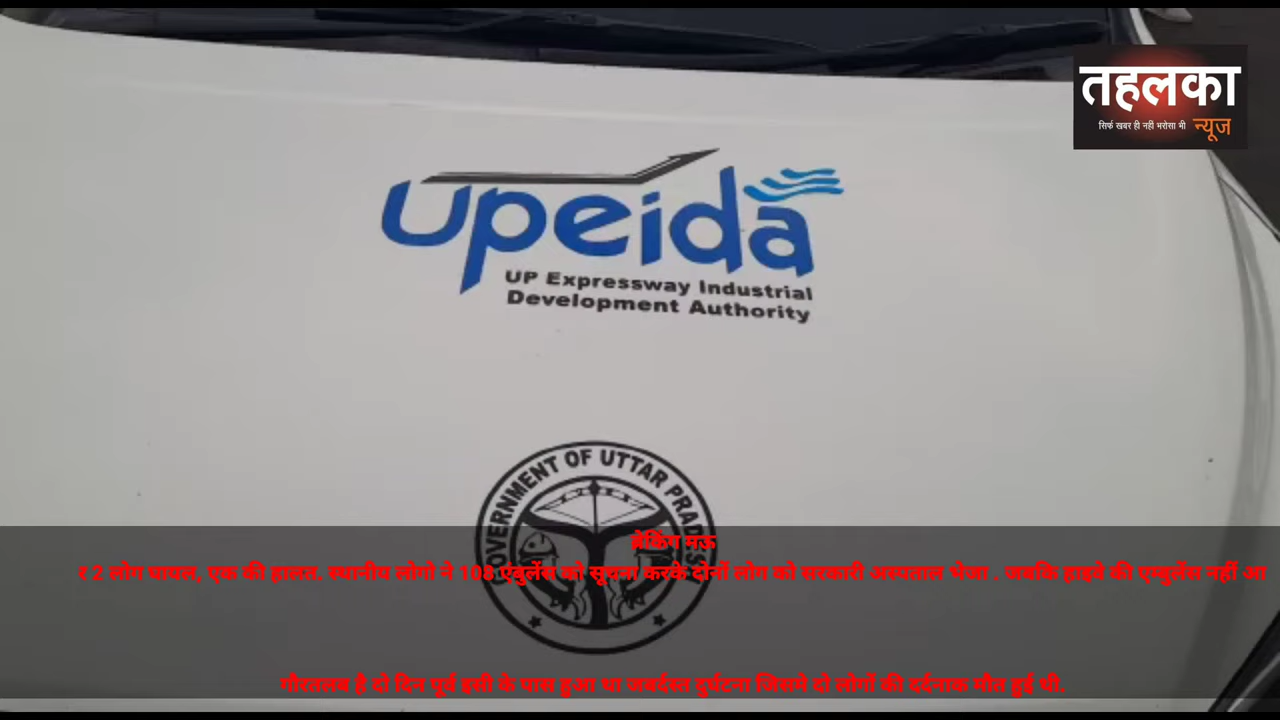 तहलका
सिर्फ खबर ही नहीं भरोसा भी न्यूज
upeida
UP Expressway Industrial
Development Authority
GOVERNMENT OF UTTAR PRADESH
ब्रेकिंग मऊ
र 2 लोग घायल, एक की हालत. स्थानीय लोगो ने 108 एंबुलेंस को सूचना करके दोनों लोग को सरकारी अस्पताल भेजा . जबकि हाइवे की एम्बुलेंस नहीं आ
गौरतलब है दो दिन पूर्व इसी के पास हुआ था जबर्दस्त दुर्घटना जिसमे दो लोगों की दर्दनाक मौत हुई थी.